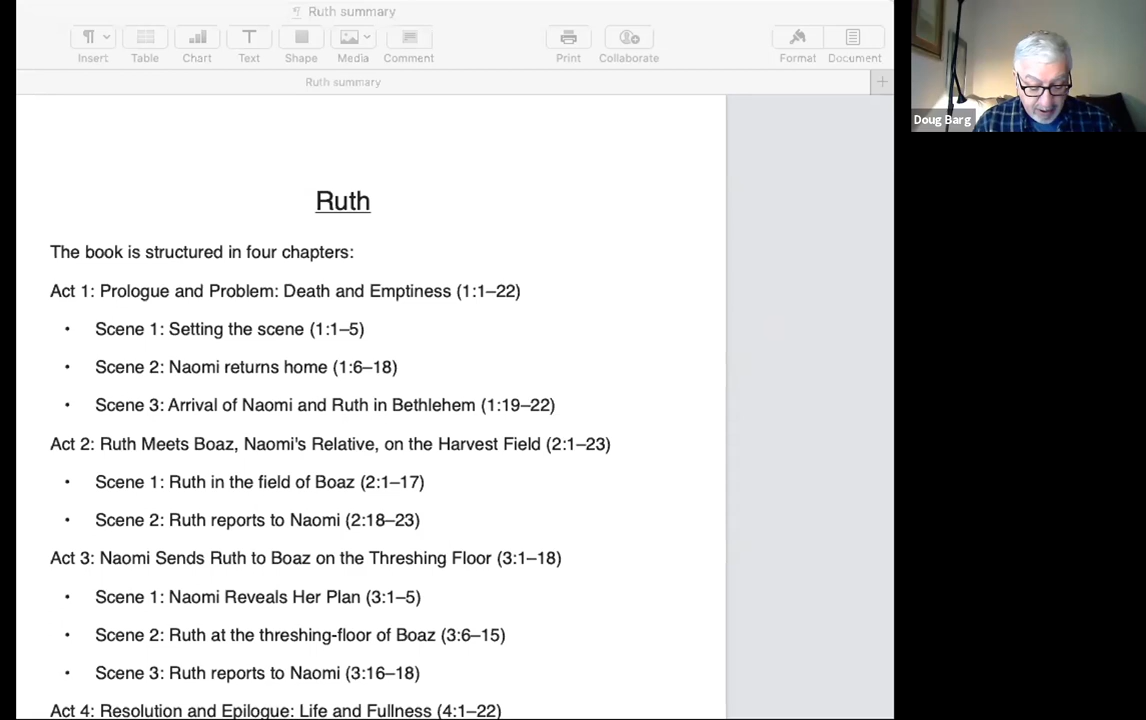 Ruth summary
Insert
Table
Chart
Text
Shape
Media
Comment
Print
Collaborate
Format
Document
Ruth summary
Doug Barg
Ruth
The book is structured in four chapters:
Act 1: Prologue and Problem: Death and Emptiness (1:1–22)
• Scene 1: Setting the scene (1:1–5)
• Scene 2: Naomi returns home (1:6–18)
• Scene 3: Arrival of Naomi and Ruth in Bethlehem (1:19–22)
Act 2: Ruth Meets Boaz, Naomi's Relative, on the Harvest Field (2:1–23)
• Scene 1: Ruth in the field of Boaz (2:1–17)
• Scene 2: Ruth reports to Naomi (2:18–23)
Act 3: Naomi Sends Ruth to Boaz on the Threshing Floor (3:1–18)
• Scene 1: Naomi Reveals Her Plan (3:1–5)
• Scene 2: Ruth at the threshing-floor of Boaz (3:6–15)
• Scene 3: Ruth reports to Naomi (3:16–18)
Act 4: Resolution and Epilogue: Life and Fullness (4:1–22)